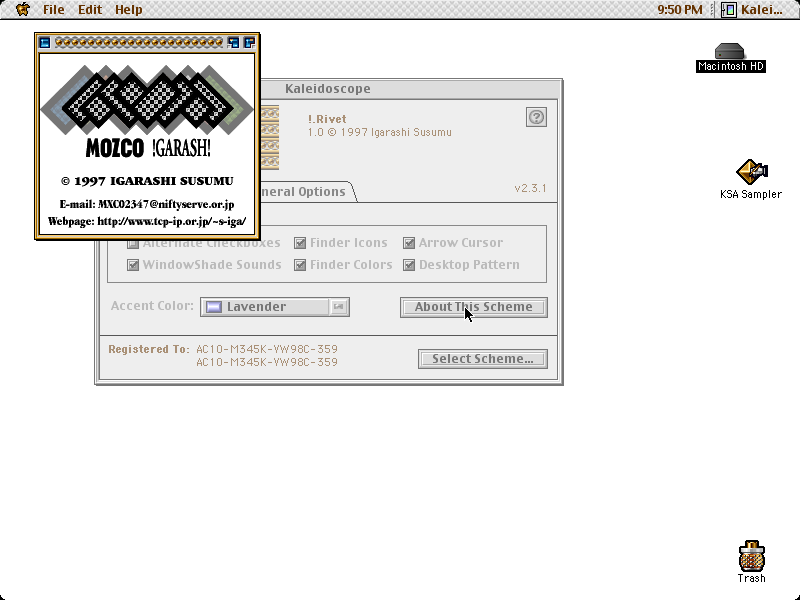 File Edit Help
9:50 PM Kalei...
MOZCO !GARASH!
© 1997 IGARASHI SUSUMU
E-mail: MXC02347@niftyserve.or.jp
Webpage: http://www.tcp-ip.or.jp/~s-iga/
Kaleidoscope
!.Rivet
1.0 © 1997 Igarashi Susumu
neral Options
v2.3.1
Alternate Checkboxes
Finder Icons
Arrow Cursor
WindowShade Sounds
Finder Colors
Desktop Pattern
Accent Color:
Lavender
About This Scheme
Registered To: AC10-M345K-VW98C-359
AC10-M345K-VW98C-359
Select Scheme...
Macintosh HD
KSA Sampler
Trash